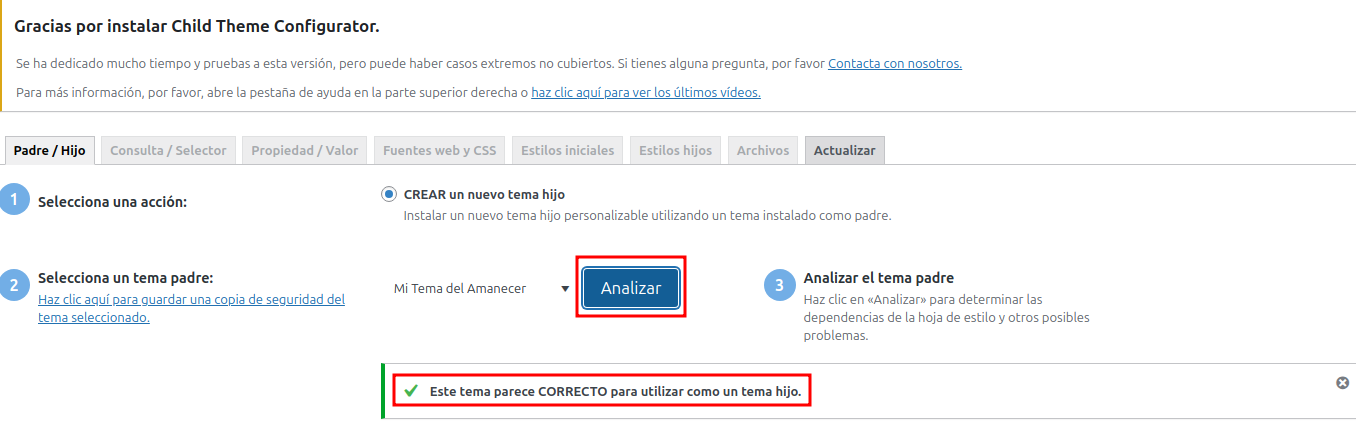 Gracias por instalar Child Theme Configurator.
Se ha dedicado mucho tiempo y pruebas a esta versión, pero puede haber casos extremos no cubiertos. Si tienes alguna pregunta, por favor Contacta con nosotros.
Para más información, por favor, abre la pestaña de ayuda en la parte superior derecha o haz clic aquí para ver los últimos vídeos.
Padre / Hijo Consulta / Selector Propiedad / Valor Fuentes web y CSS Estilos iniciales Estilos hijos Archivos Actualizar
1 Selecciona una acción:
CREAR un nuevo tema hijo
Instalar un nuevo tema hijo personalizable utilizando un tema instalado como padre.
2 Selecciona un tema padre:
Haz clic aquí para guardar una copia de seguridad del
tema seleccionado.
Mi Tema del Amanecer
Analizar
3 Analizar el tema padre
Haz clic en «Analizar» para determinar las
dependencias de la hoja de estilo y otros posibles
problemas.
Este tema parece CORRECTO para utilizar como un tema hijo.